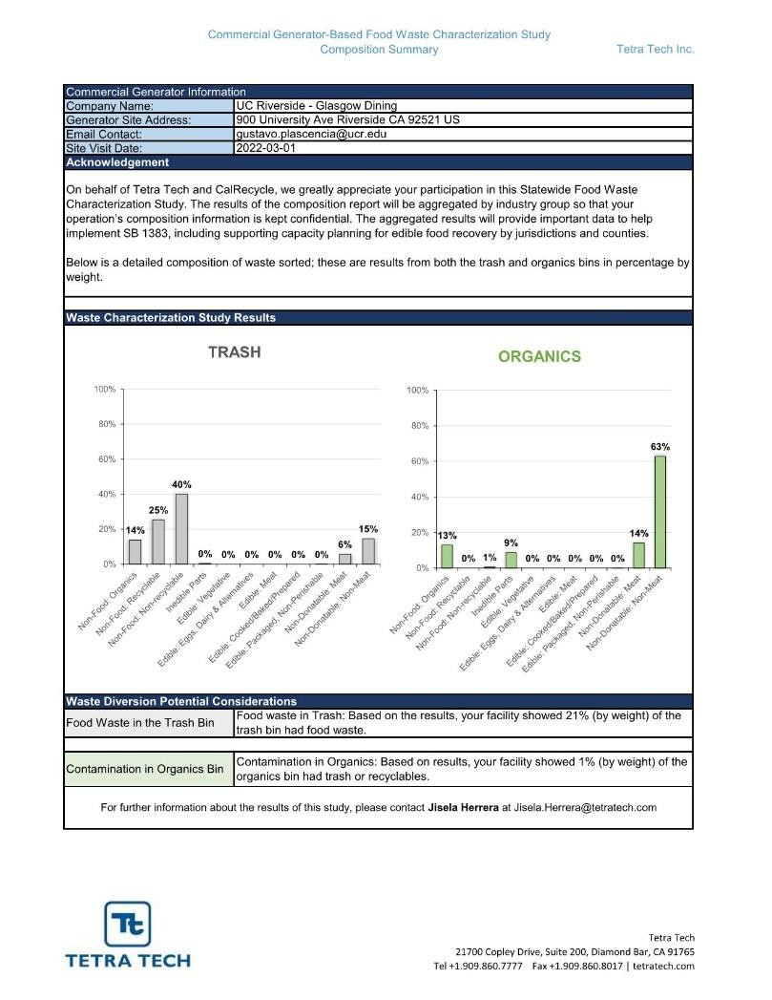 Commercial Generator-Based Food Waste Characterization Study
Composition Summary
Tetra Tech Inc.
Commercial Generator Information
Company Name: UC Riverside - Glasgow Dining
Generator Site Address: 900 University Ave Riverside CA 92521 US
Email Contact: gustavo.plascencia@ucr.edu
Site Visit Date: 2022-03-01
Acknowledgement
On behalf of Tetra Tech and CalRecycle, we greatly appreciate your participation in this Statewide Food Waste
Characterization Study. The results of the composition report will be aggregated by industry group so that your
operation's composition information is kept confidential. The aggregated results will provide important data to help
implement SB 1383, including supporting capacity planning for edible food recovery by jurisdictions and counties.
Below is a detailed composition of waste sorted; these are results from both the trash and organics bins in percentage by
weight.
Waste Characterization Study Results
TRASH
100%
80%
60%
40%
20%
0%
14%
25%
40%
0%
0%
0%
0%
0%
0%
6%
15%
Non-Food: Organics
Non-Food: Recyclable
Non-Food: Non-recyclable
Inedible Parts
Edible: Vegetative
Edible: Eggs, Dairy & Alternatives
Edible: Meat
Edible: Cooked/Baked/Prepared
Edible: Packaged, Non-Perishable
Non-Donatable: Meat
Non-Donatable: Non-Meat
ORGANICS
100%
80%
60%
40%
20%
0%
13%
0%
1%
9%
0%
0%
0%
0%
0%
14%
63%
Non-Food: Organics
Non-Food: Recyclable
Non-Food: Non-recyclable
Inedible Parts
Edible: Vegetative
Edible: Eggs, Dairy & Alternatives
Edible: Meat
Edible: Cooked/Baked/Prepared
Edible: Packaged, Non-Perishable
Non-Donatable: Meat
Non-Donatable: Non-Meat
Waste Diversion Potential Considerations
Food Waste in the Trash Bin
Food waste in Trash: Based on the results, your facility showed 21% (by weight) of the
trash bin had food waste.
Contamination in Organics Bin
Contamination in Organics: Based on results, your facility showed 1% (by weight) of the
organics bin had trash or recyclables.
For further information about the results of this study, please contact Jisela Herrera at Jisela.Herrera@tetratech.com
Tt
TETRA TECH
Tetra Tech
21700 Copley Drive, Suite 200, Diamond Bar, CA 91765
Tel +1.909.860.7777 Fax +1.909.860.8017 | tetratech.com